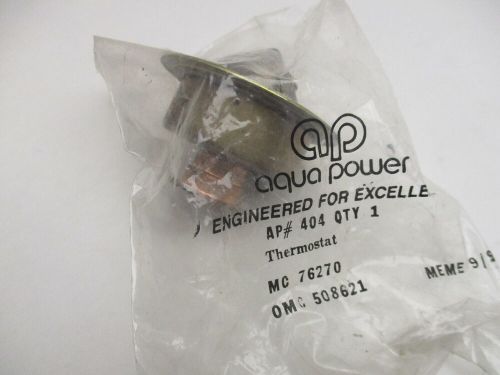 ap
aqua power
ENGINEERED FOR EXCELLE
AP# 404 QTY 1
Thermostat
MC 76270
OMC 508621 MEME 9/9